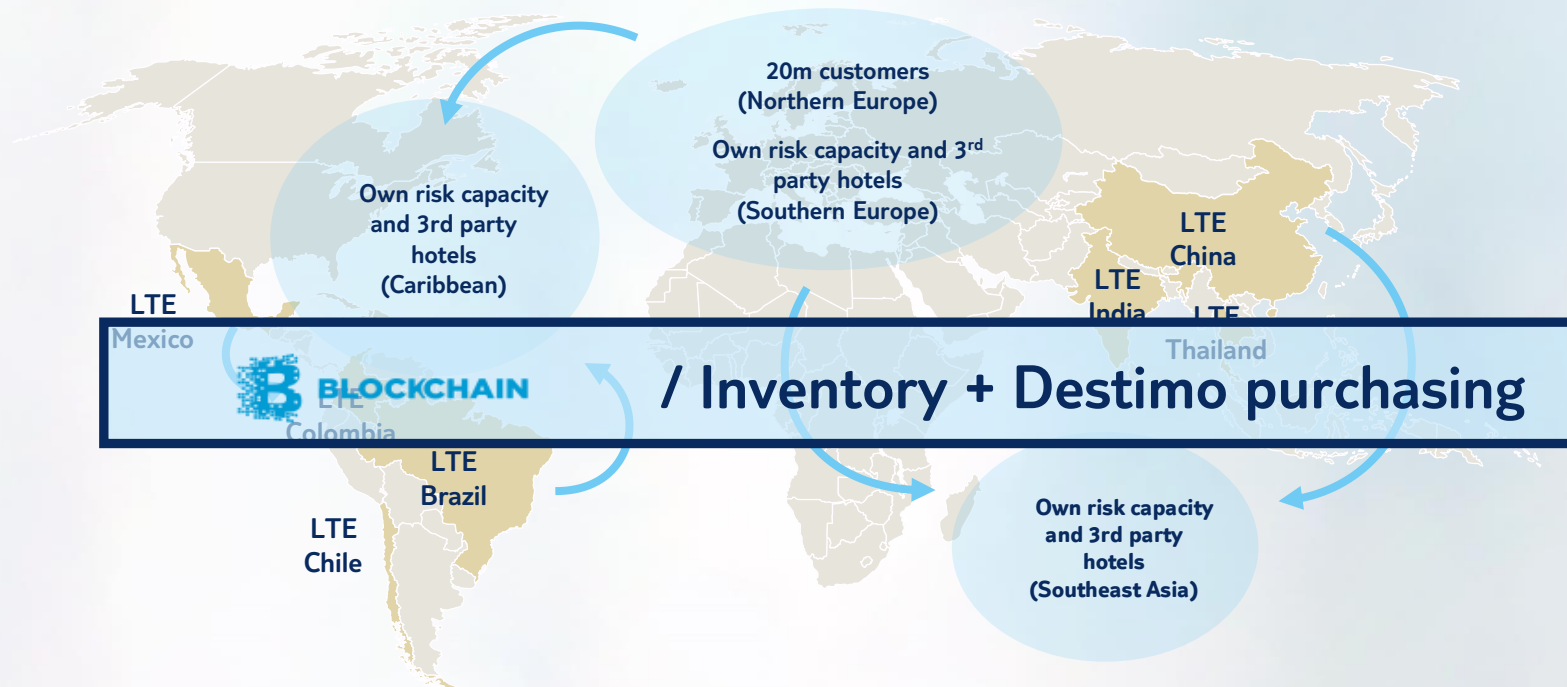 20m customers
(Northern Europe)
Own risk capacity and 3rd
party hotels
(Southern Europe)
Own risk capacity
and 3rd party
hotels
(Caribbean)
LTE
China
LTE
India
LTE
Thailand
LTE
Mexico
BLOCKCHAIN
/ Inventory + Destimo purchasing
LTE
Colombia
LTE
Brazil
LTE
Chile
Own risk capacity
and 3rd party
hotels
(Southeast Asia)